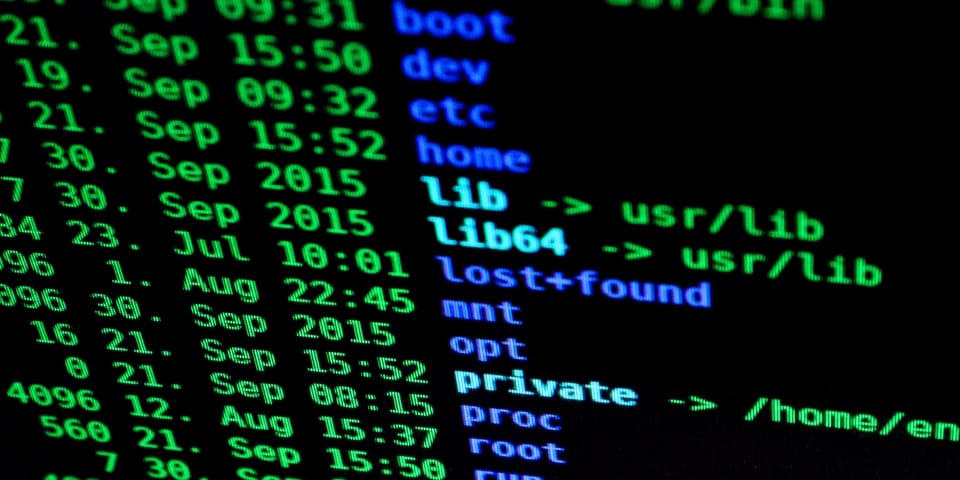 usr/bin
Sep 09:31 boot
21. Sep 15:50 dev
19. Sep 09:32 etc
21. Sep 15:52 home
7 30. Sep 2015 lib -> usr/lib
7 30. Sep 2015 lib64 -> usr/lib
84 23. Jul 10:01 lost+found
096 1. Aug 22:45 mnt
096 30. Sep 2015 opt
16 21. Sep 15:52 private -> /home/en
0 21. Sep 08:15 proc
4096 12. Aug 15:37 root
560 21. Sep 15:50 run
7 30. Sep